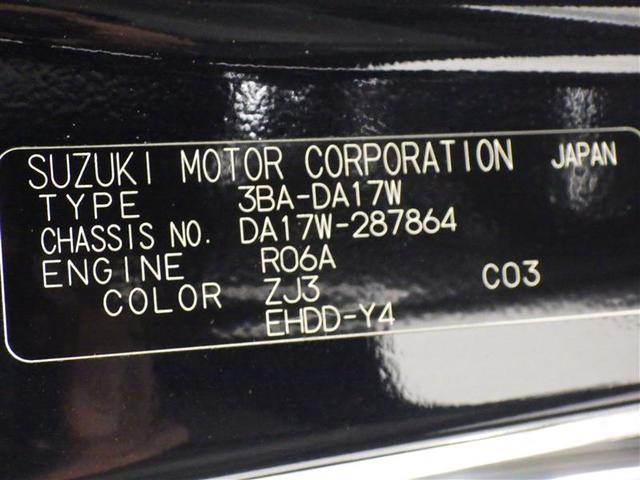 SUZUKI MOTOR CORPORATION JAPAN
TYPE 3BA-DA17W
CHASSIS NO. DA17W-287864
ENGINE R06A
COLOR ZJ3 C03
EHDD-Y4